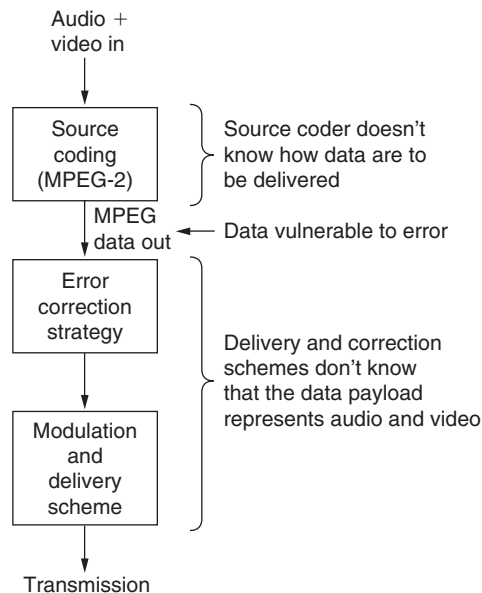 Audio +
video in
Source
coding
(MPEG-2)
Source coder doesn't
know how data are to
be delivered
MPEG
data out
Data vulnerable to error
Error
correction
strategy
Delivery and correction
schemes don't know
that the data payload
represents audio and video
Modulation
and
delivery
scheme
Transmission